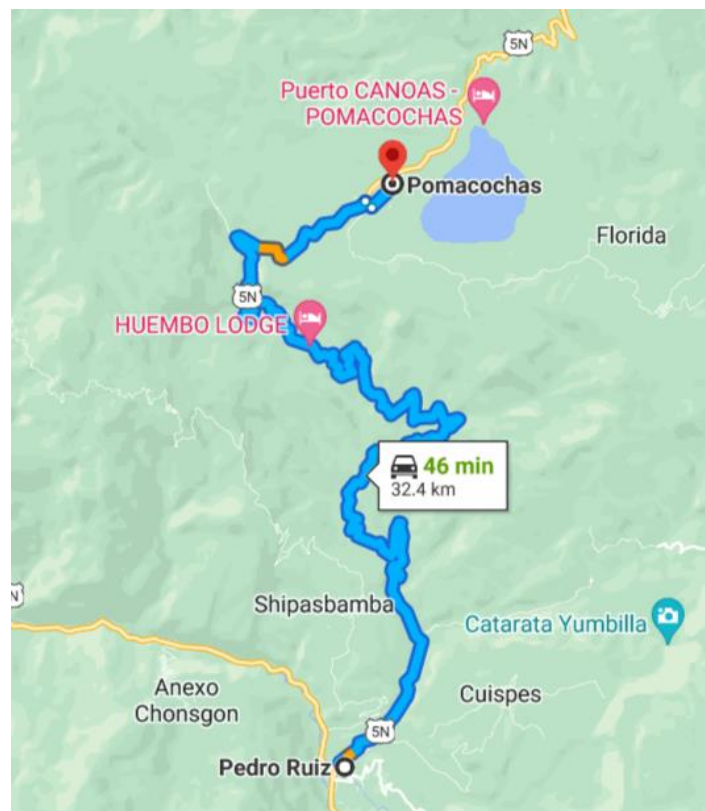 5N
Puerto CANOAS -
POMACOCHAS
Pomacochas
Florida
5N
HUEMBO LODGE
46 min
32.4 km
N
Shipasbamba
Catarata Yumbilla
Anexo
Chonsgon
Cuispes
5N
Pedro Ruiz